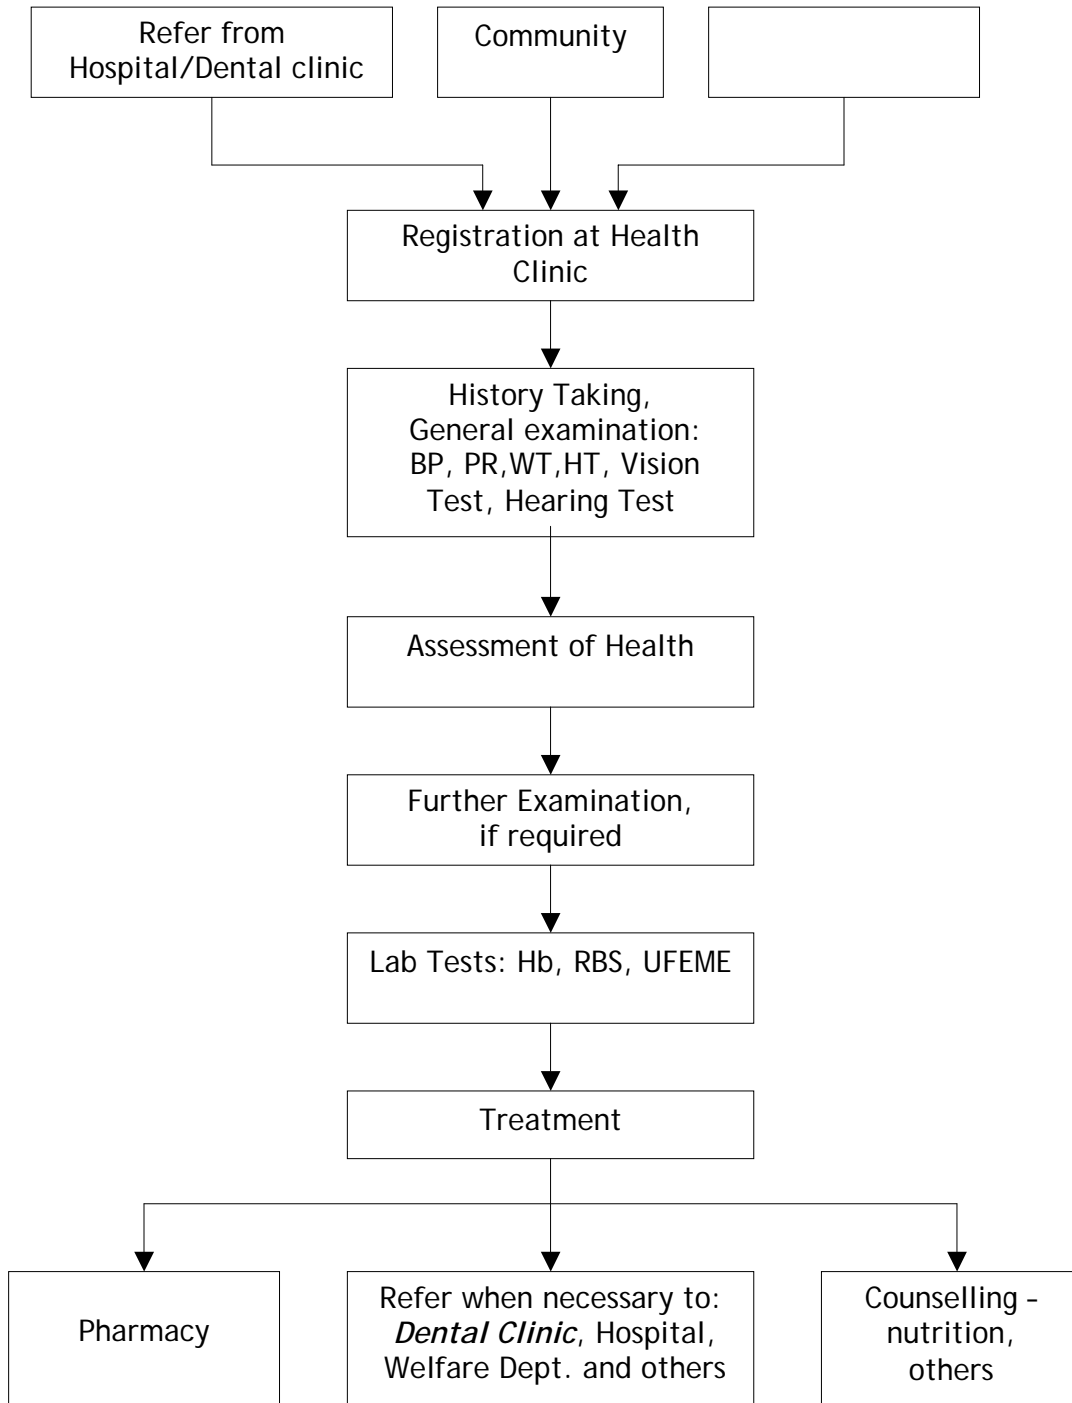 Refer from
Hospital/Dental clinic
Community
Registration at Health
Clinic
History Taking,
General examination:
BP, PR,WT,HT, Vision
Test, Hearing Test
Assessment of Health
Further Examination,
if required
Lab Tests: Hb, RBS, UFEME
Treatment
Pharmacy
Refer when necessary to:
Dental Clinic, Hospital,
Welfare Dept. and others
Counselling –
nutrition,
others